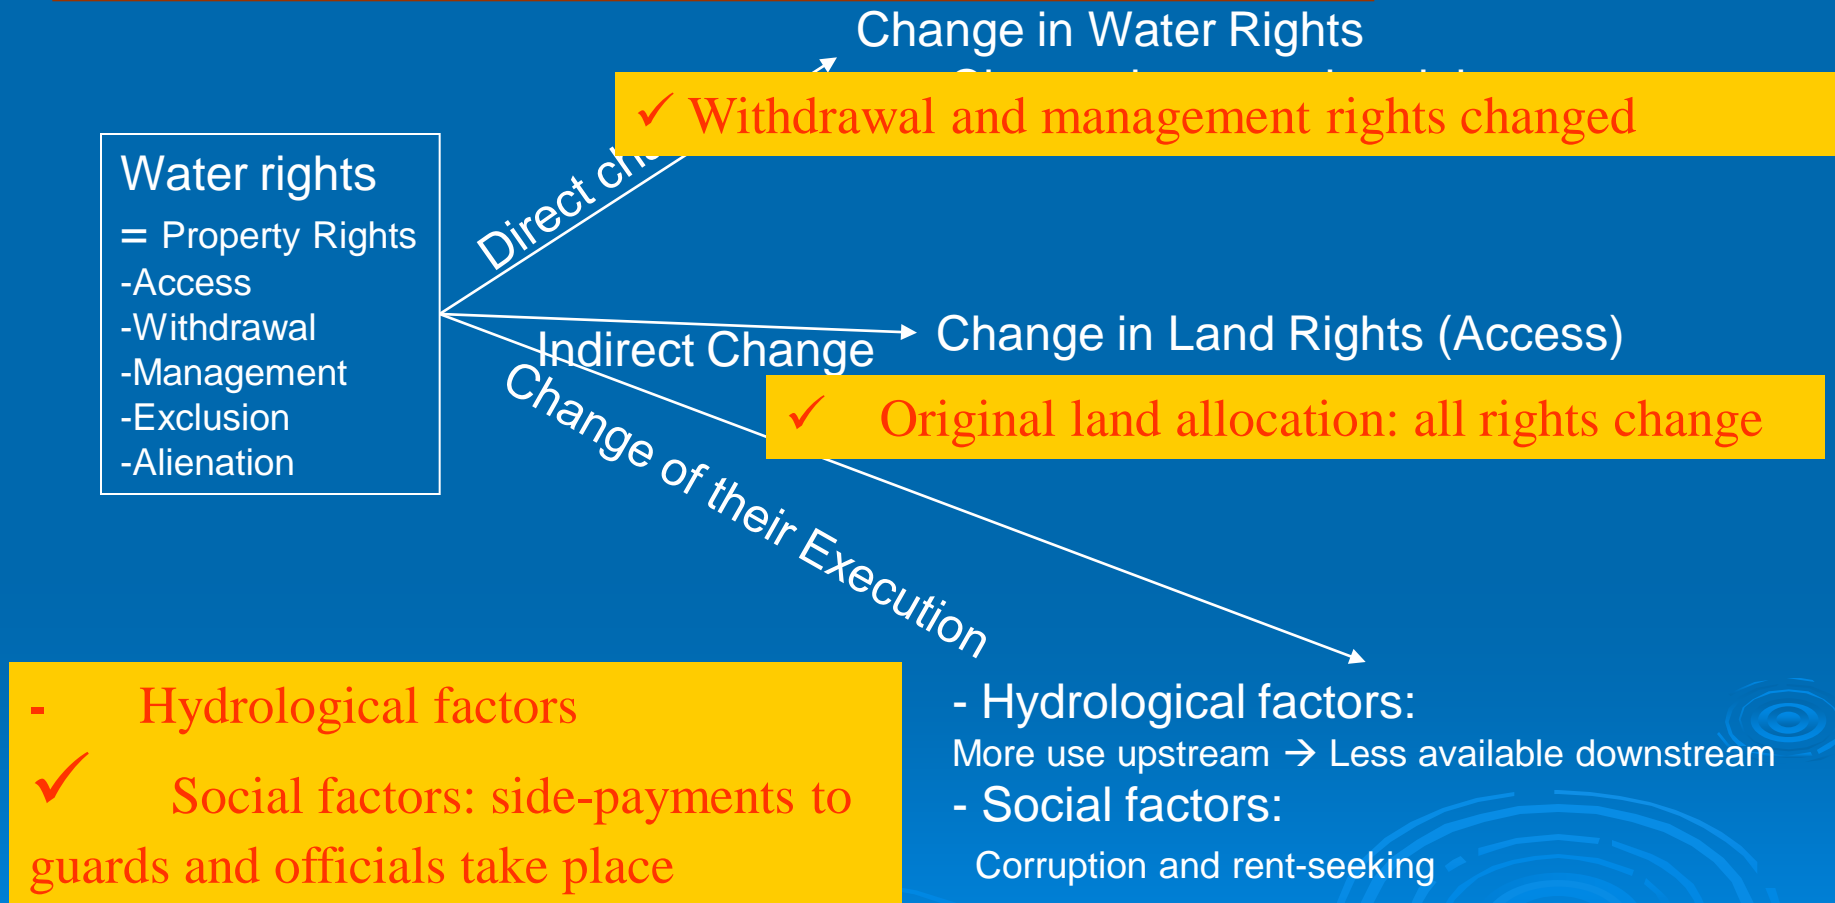 Change in Water Rights
✓ Withdrawal and management rights changed
Direct
Water rights
= Property Rights
-Access
-Withdrawal
-Management
-Exclusion
-Alienation
Indirect Change
Change in Land Rights (Access)
✓ Original land allocation: all rights change
Change of their Execution
- Hydrological factors
✓ Social factors: side-payments to
guards and officials take place
- Hydrological factors:
More use upstream → Less available downstream
- Social factors:
Corruption and rent-seeking